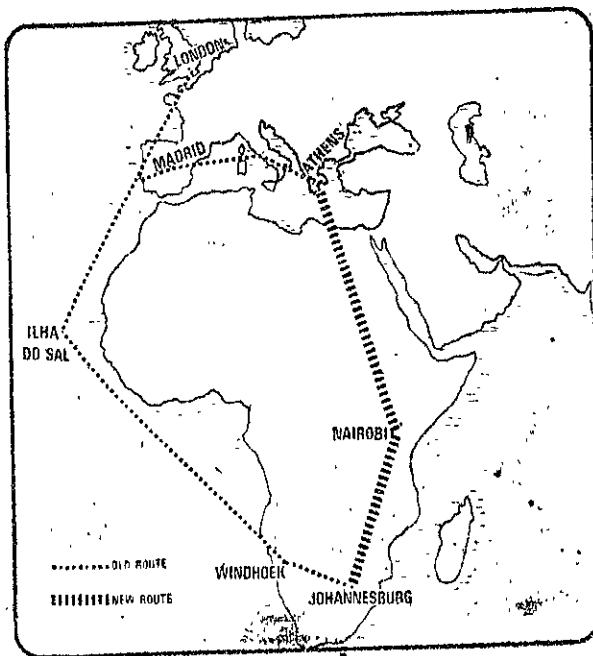 LONDON
MADRID
ATHENS
ILHA
DO SAL
NAIROBI
OLD ROUTE
WINDHOEK
NEW ROUTE
JOHANNESBURG